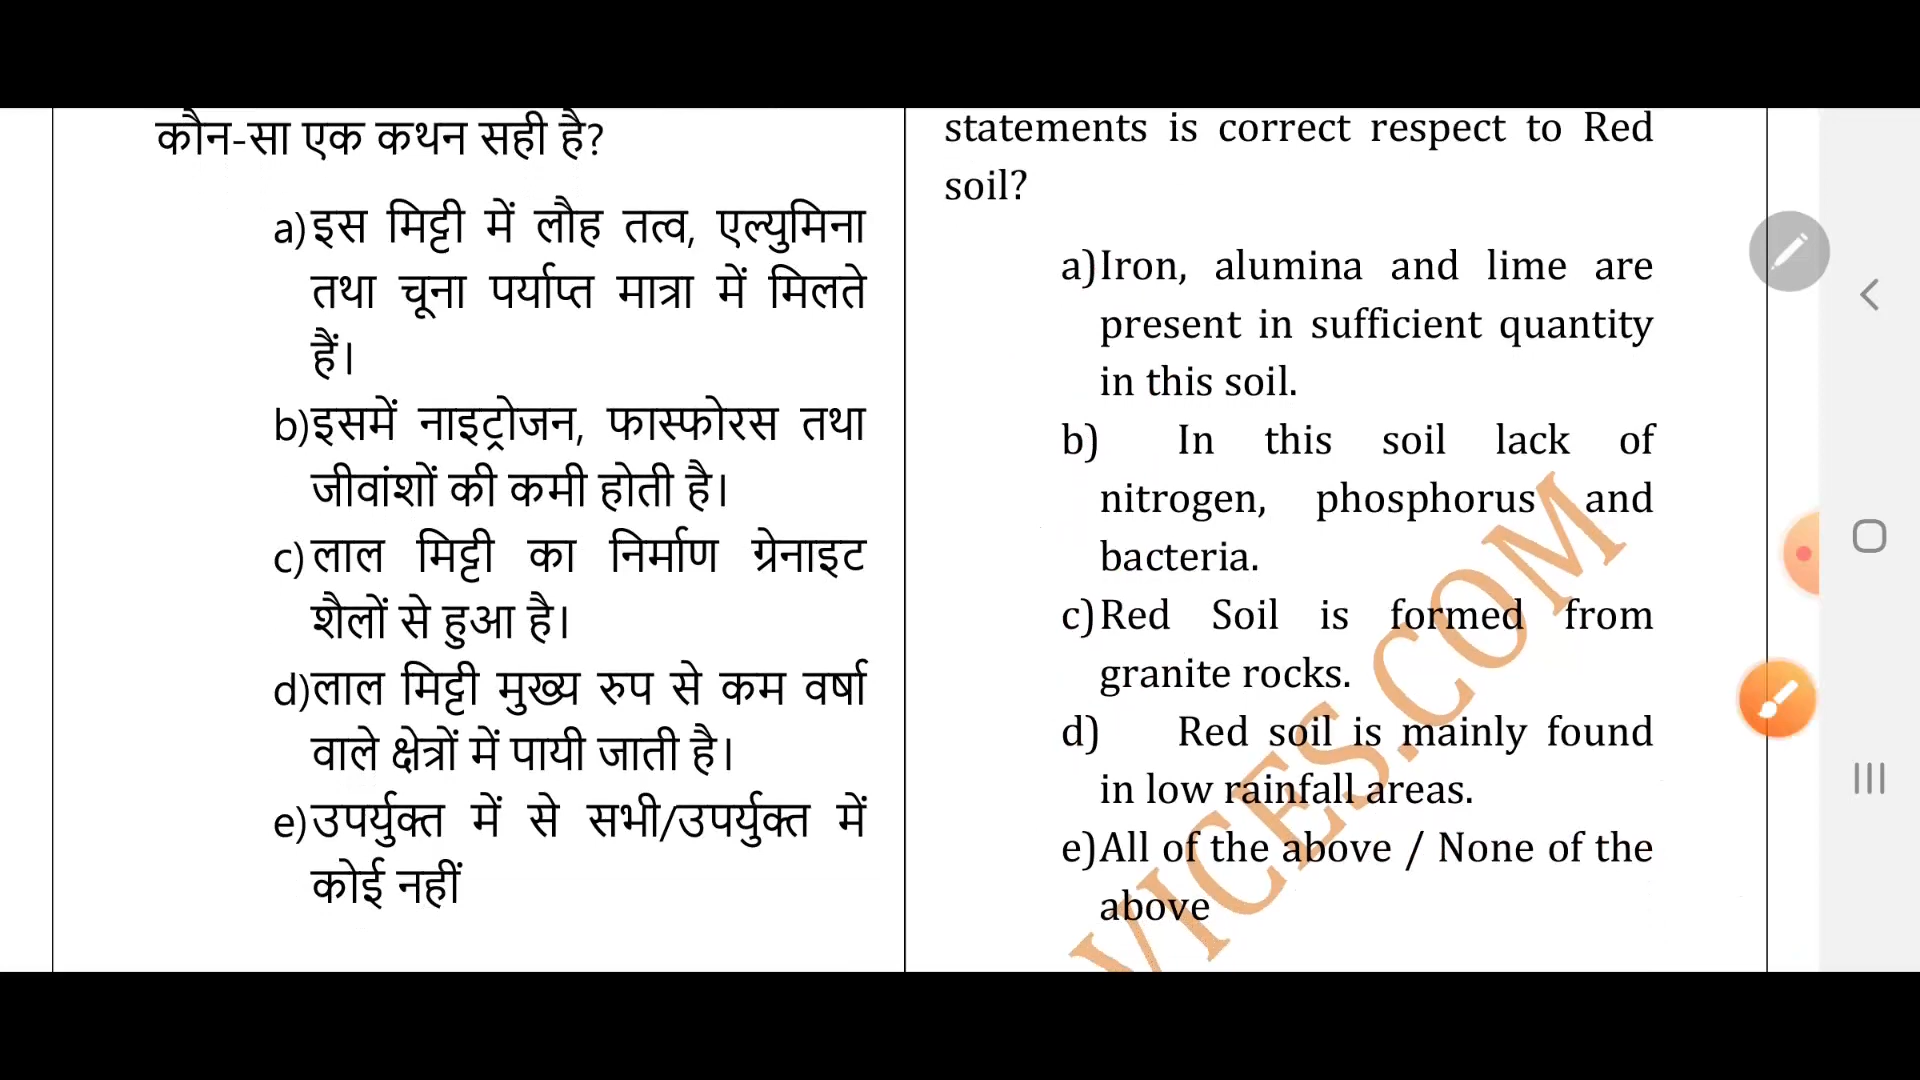 कौन-सा एक कथन सही है?
a)इस मिट्टी में लौह तत्व, एल्युमिना
तथा चूना पर्याप्त मात्रा में मिलते
हैं।
b)इसमें नाइट्रोजन, फास्फोरस तथा
जीवांशों की कमी होती है।
c)लाल मिट्टी का निर्माण ग्रेनाइट
शैलों से हुआ है।
d)लाल मिट्टी मुख्य रुप से कम वर्षा
वाले क्षेत्रों में पायी जाती है।
e)उपर्युक्त में से सभी/उपर्युक्त में
कोई नहीं
statements is correct respect to Red
soil?
a)Iron, alumina and lime are
present in sufficient quantity
in this soil.
b) In this soil lack of
nitrogen, phosphorus and
bacteria.
c)Red Soil is formed from
granite rocks.
d) Red soil is mainly found
in low rainfall areas.
e)All of the above / None of the
above
VICES.COM